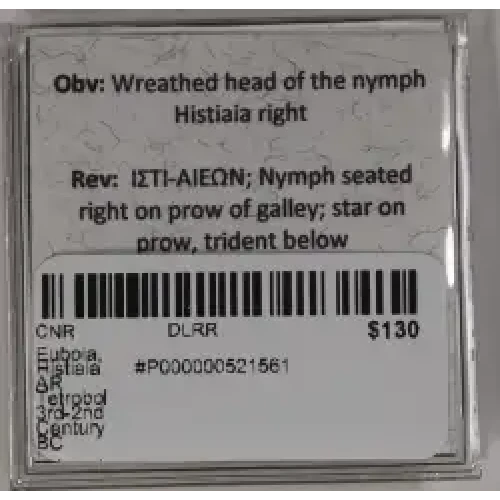 Obv: Wreathed head of the nymph
Histiaia right
Rev: ΙΣΤΙ-ΑΙΕΩΝ; Nymph seated
right on prow of galley; star on
prow, trident below
CNR DLRR $130
Euboia,
Histiaia
AR
Tetrobol
3rd-2nd
Century
BC
#P000000521561